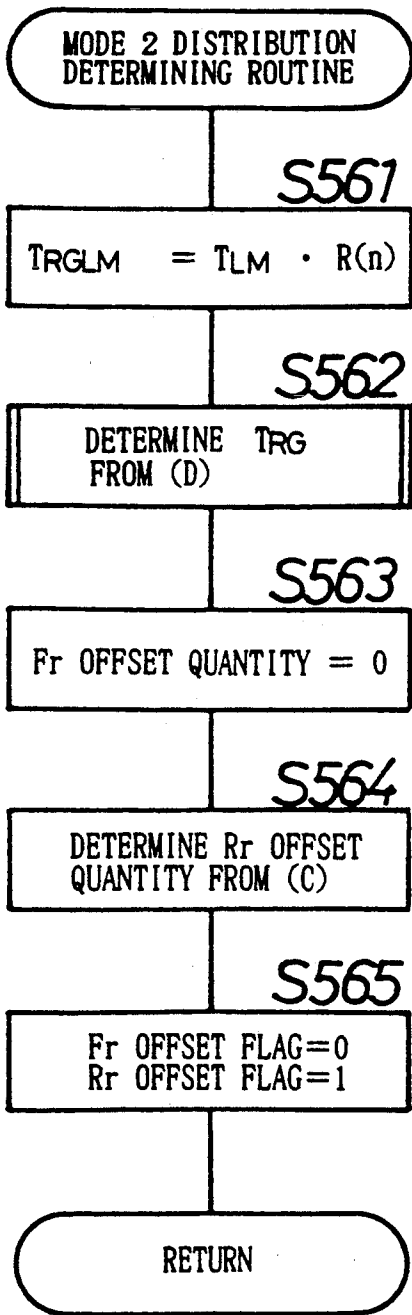 MODE 2 DISTRIBUTION
DETERMINING ROUTINE
S561
TRGLM = TLM · R(n)
S562
DETERMINE TRG
FROM (D)
S563
Fr OFFSET QUANTITY = 0
S564
DETERMINE Rr OFFSET
QUANTITY FROM (C)
S565
Fr OFFSET FLAG=0
Rr OFFSET FLAG=1
RETURN